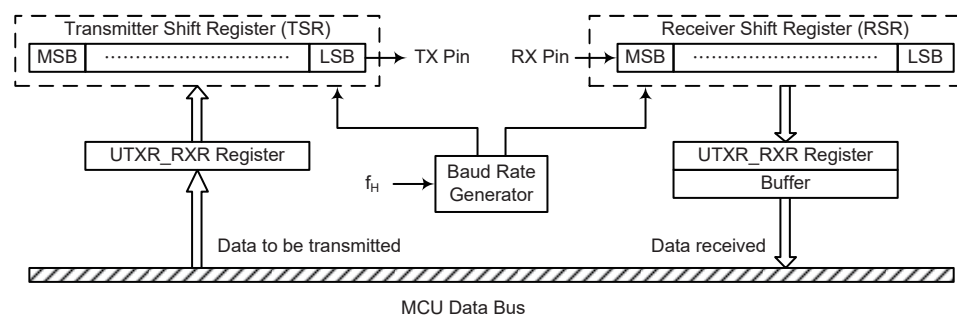 Transmitter Shift Register (TSR)
MSB ............................... LSB
TX Pin
Receiver Shift Register (RSR)
RX Pin
MSB ............................... LSB
UTXR_RXR Register
Baud Rate
Generator
fH
UTXR_RXR Register
Buffer
Data to be transmitted
Data received
MCU Data Bus